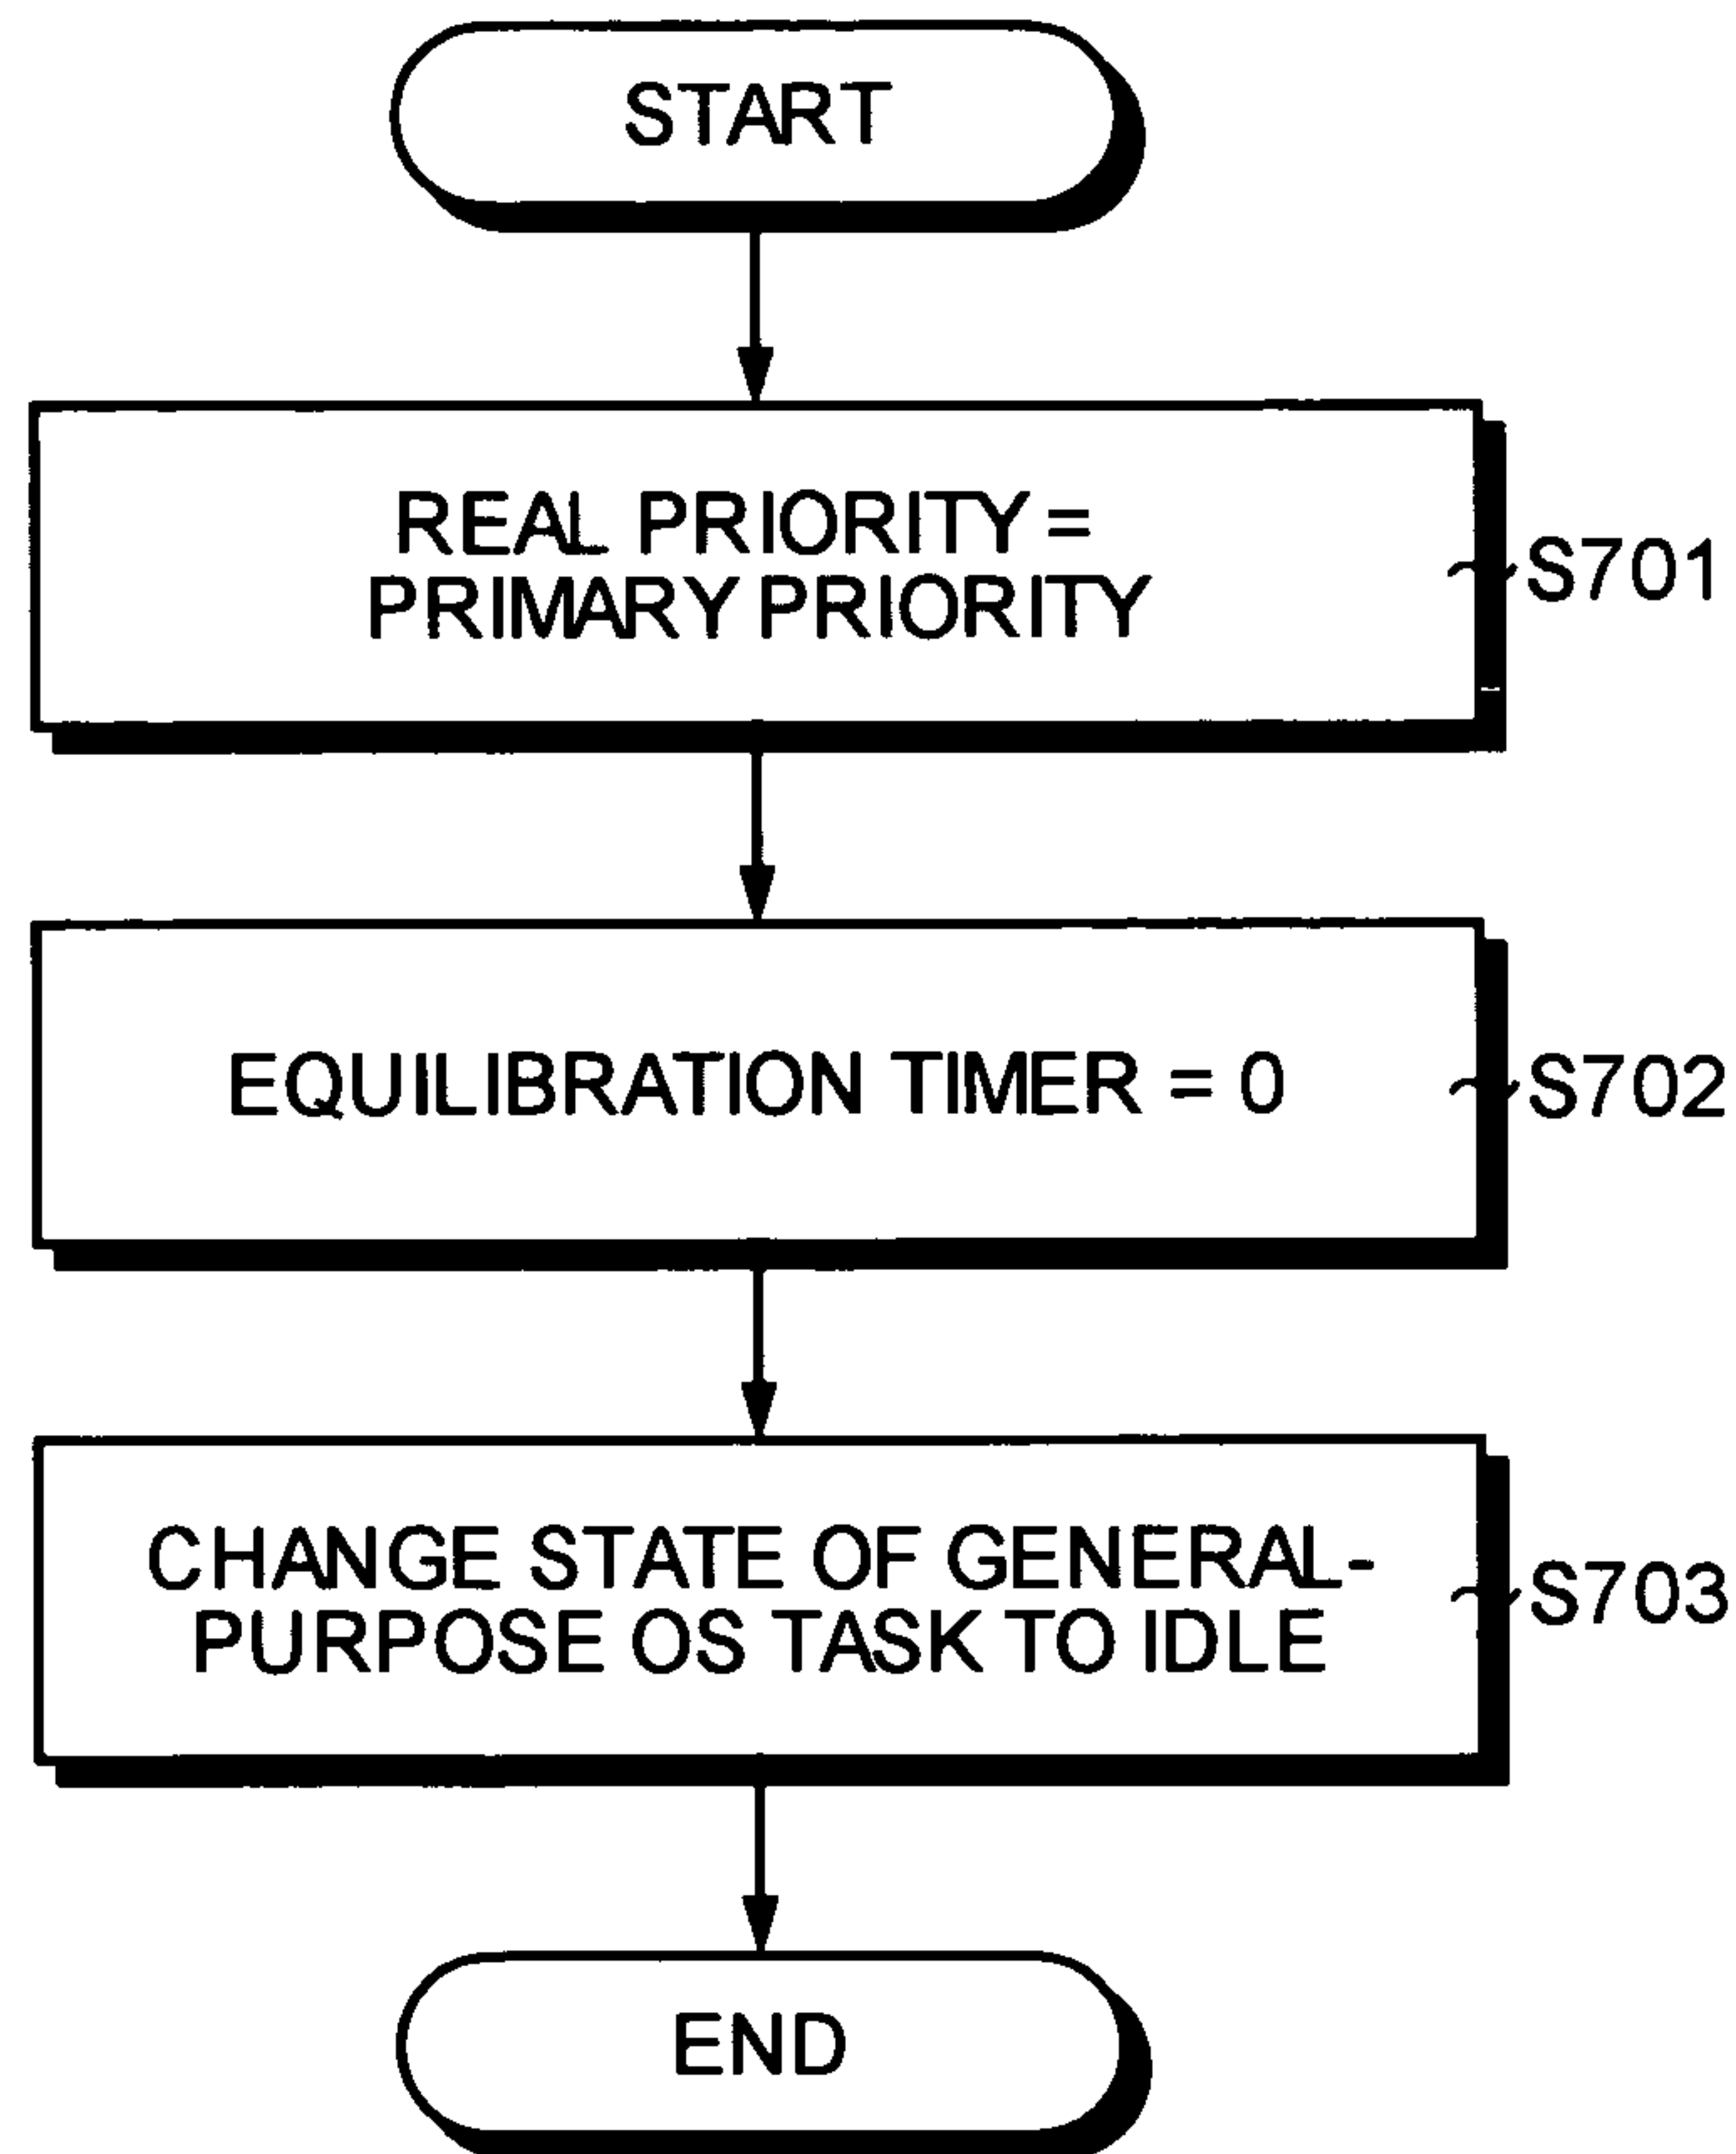 START
REAL PRIORITY =
PRIMARY PRIORITY
S701
EQUILIBRATION TIMER = 0
S702
CHANGE STATE OF GENERAL-
PURPOSE OS TASK TO IDLE
S703
END